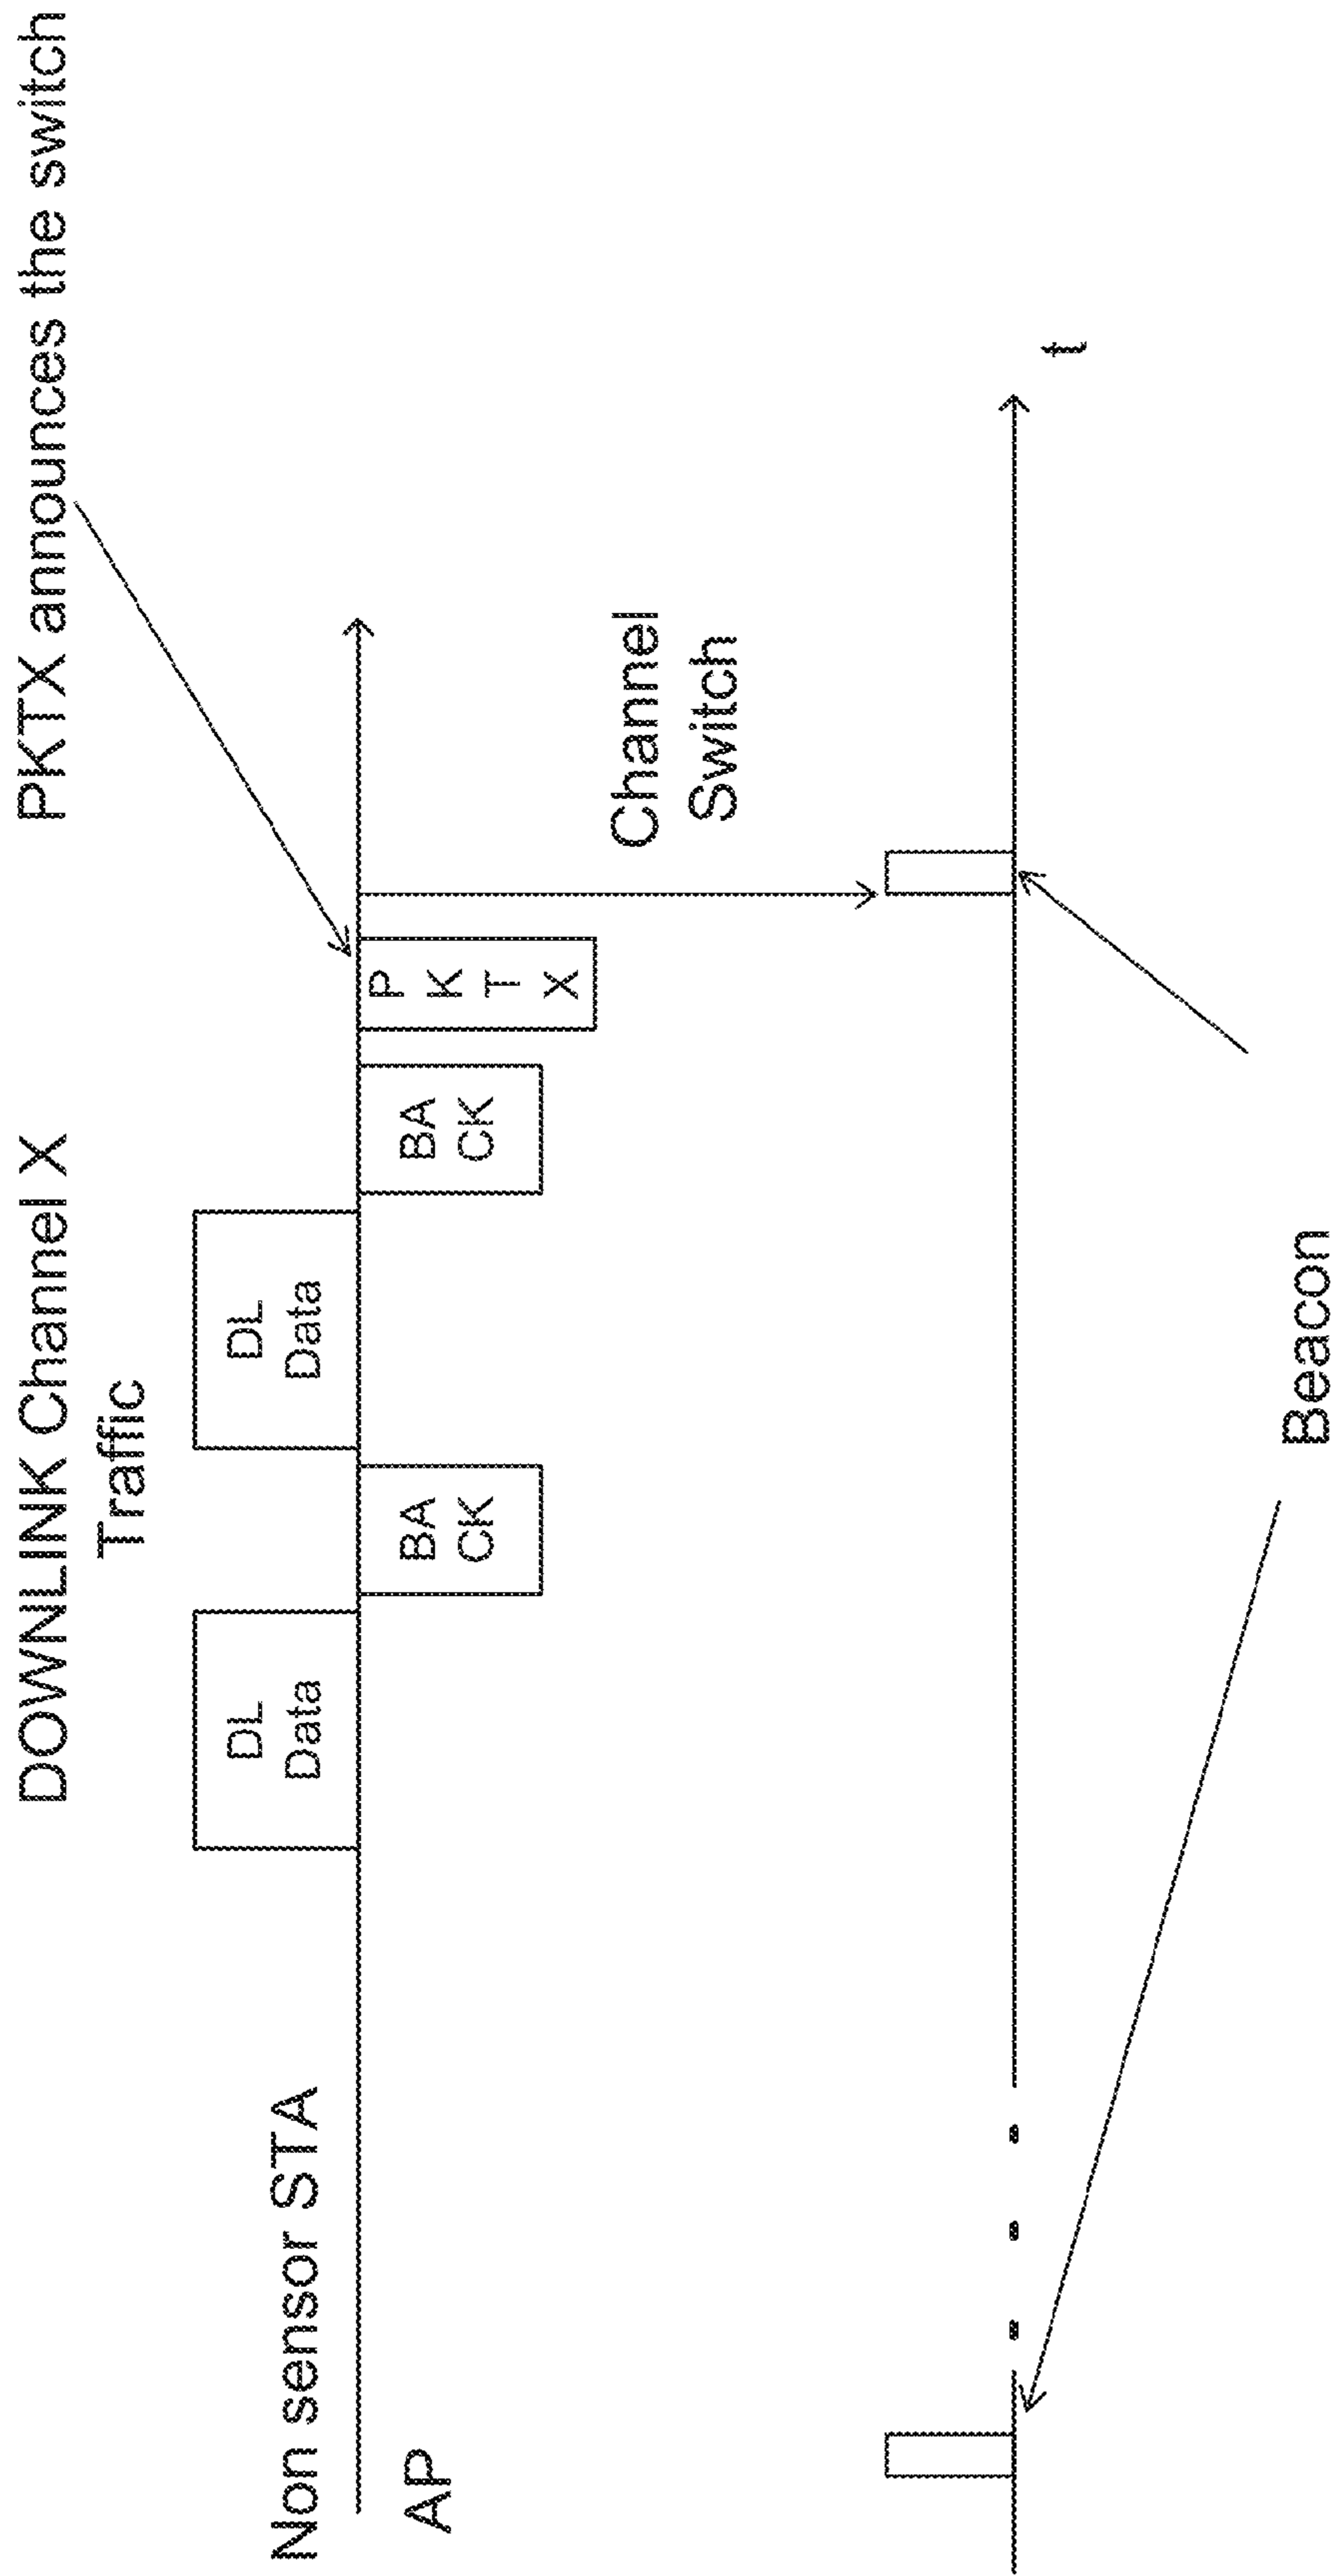 DOWNLINK Channel X
Traffic
PKTX announces the switch
Non sensor STA
AP
DL
Data
BA
CK
DL
Data
BA
CK
P
K
T
X
Channel
Switch
t
Beacon